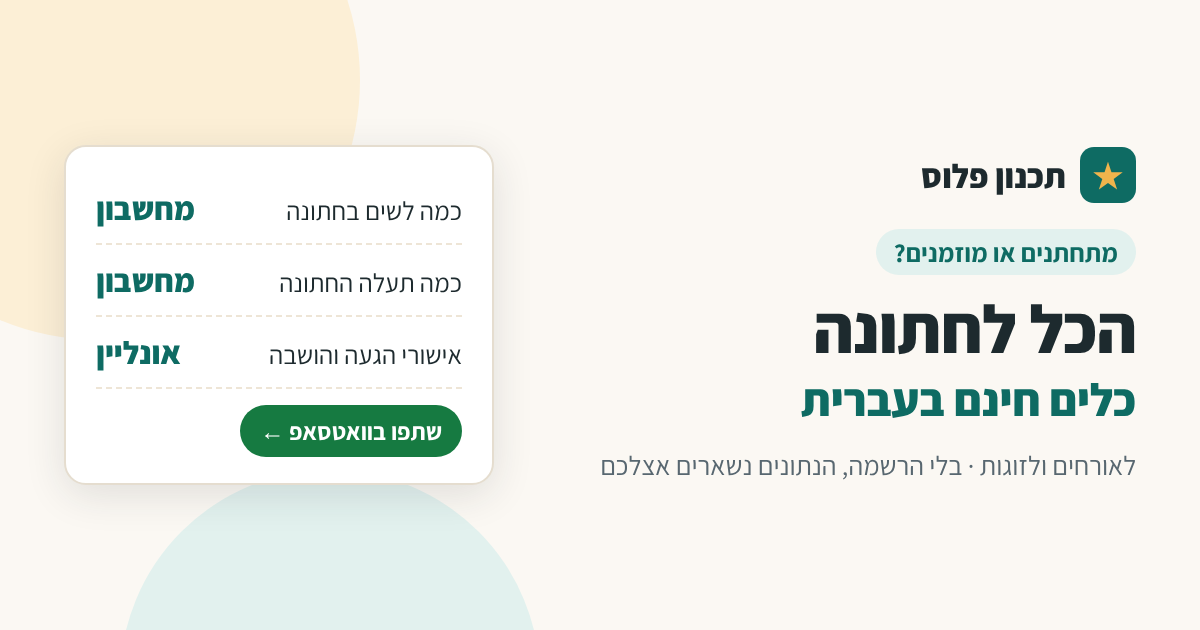 תכנון פלוס
מתחתנים או מוזמנים?
הכל לחתונה
כלים חינם בעברית
לאורחים ולזוגות · בלי הרשמה, הנתונים נשארים אצלכם
כמה לשים בחתונה מחשבון
כמה תעלה החתונה מחשבון
אישורי הגעה והושבה אונליין
שתפו בוואטסאפ ←